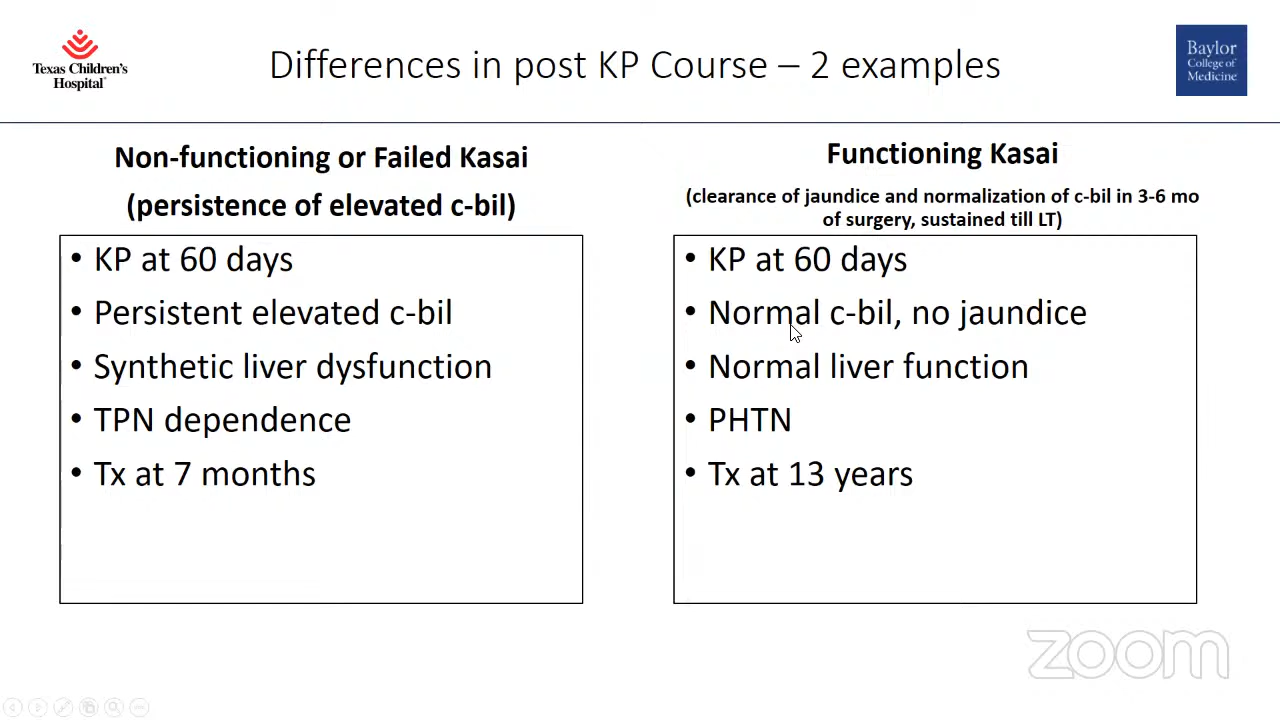 Texas Children's
Hospital
Differences in post KP Course – 2 examples
Baylor
College of
Medicine
Non-functioning or Failed Kasai
(persistence of elevated c-bil)
• KP at 60 days
• Persistent elevated c-bil
• Synthetic liver dysfunction
• TPN dependence
• Tx at 7 months
Functioning Kasai
(clearance of jaundice and normalization of c-bil in 3-6 mo
of surgery, sustained till LT)
• KP at 60 days
• Normal c-bil, no jaundice
• Normal liver function
• PHTN
• Tx at 13 years
zoom